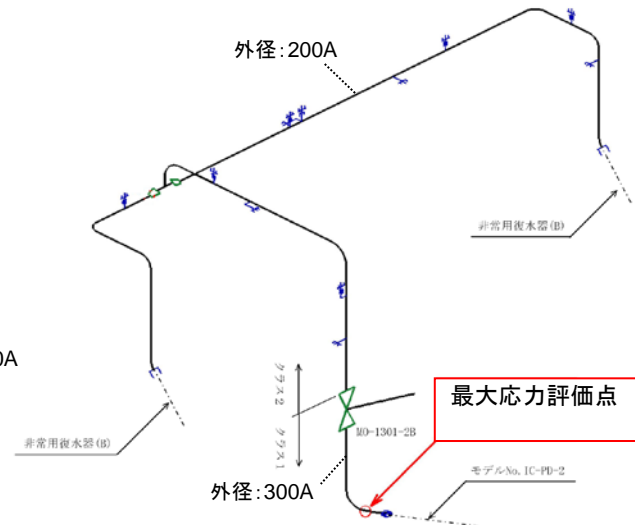 外径：200A
非常用復水器(B)
0A
クラス2
クラス1
最大応力評価点
MO-1301-2B
非常用復水器(B)
モデルNo. IC-PD-2
外径：300A